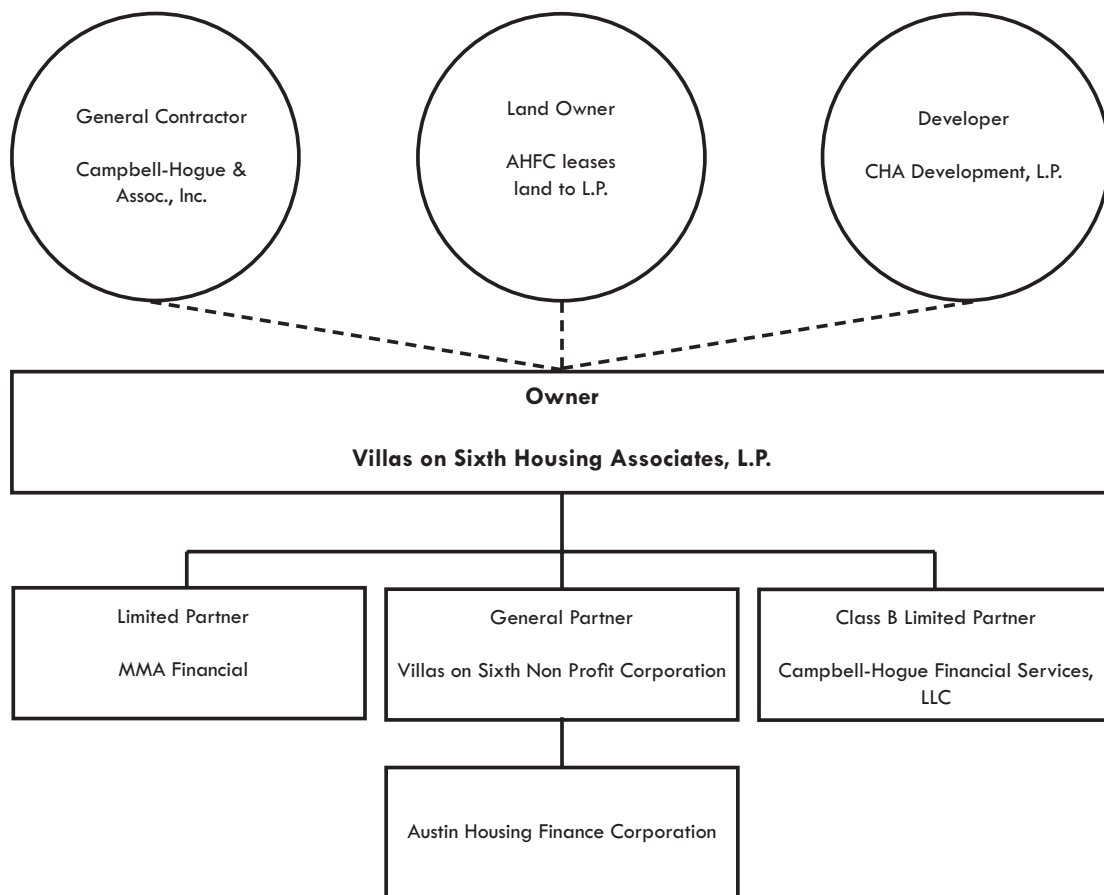 General Contractor
Campbell-Hogue &
Assoc., Inc.
Land Owner
AHFC leases
land to L.P.
Developer
CHA Development, L.P.
Owner
Villas on Sixth Housing Associates, L.P.
Limited Partner
MMA Financial
General Partner
Villas on Sixth Non Profit Corporation
Class B Limited Partner
Campbell-Hogue Financial Services,
LLC
Austin Housing Finance Corporation